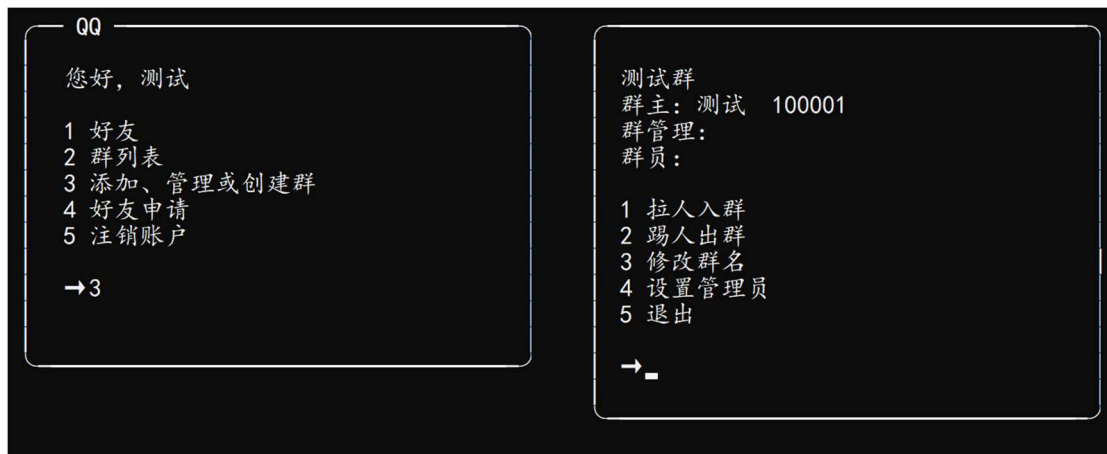 QQ
您好，测试
1 好友
2 群列表
3 添加、管理或创建群
4 好友申请
5 注销账户
→3
测试群
群主：测试  100001
群管理：
群员：
1 拉人入群
2 踢人出群
3 修改群名
4 设置管理员
5 退出
→_